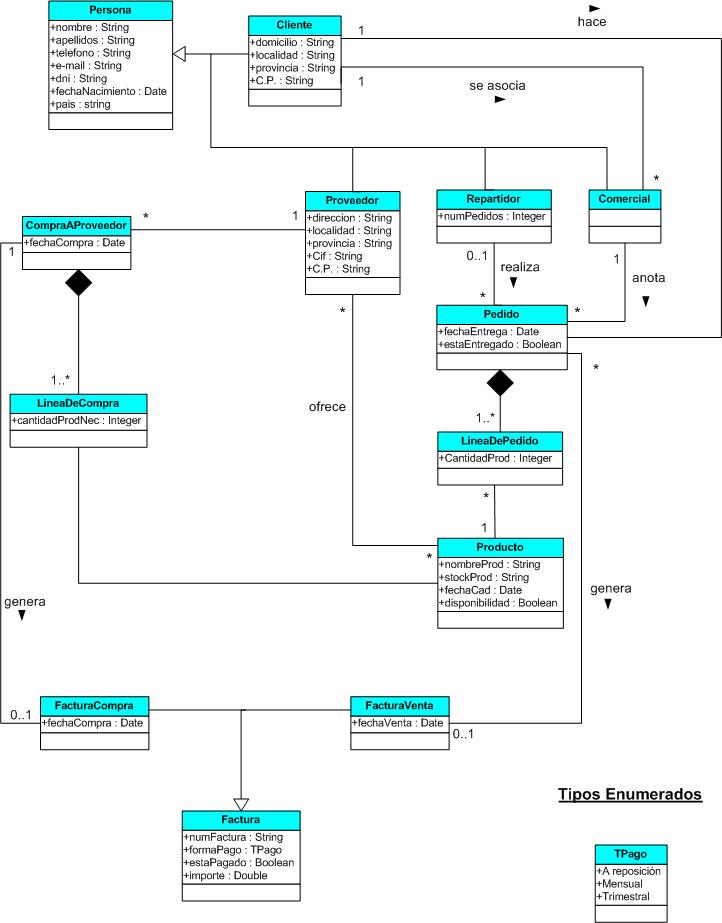 Persona
+nombre : String
+apellidos : String
+telefono : String
+e-mail : String
+dni : String
+fechaNacimiento : Date
+pais : string
Cliente
+domicilio : String
+localidad : String
+provincia : String
+C.P. : String
1
hace
1
se asocia
*
Proveedor
+direccion : String
+localidad : String
+provincia : String
+Cif : String
+C.P. : String
Repartidor
+numPedidos : Integer
Comercial
CompraAProveedor
+fechaCompra : Date
*
1
1
0..1
realiza
*
1
anota
*
Pedido
+fechaEntrega : Date
+estaEntregado : Boolean
*
*
1..*
LineaDeCompra
+cantidadProdNec : Integer
ofrece
1..*
LineaDePedido
+CantidadProd : Integer
*
1
*
Producto
+nombreProd : String
+stockProd : String
+fechaCad : Date
+disponibilidad : Boolean
genera
genera
FacturaCompra
+fechaCompra : Date
0..1
FacturaVenta
+fechaVenta : Date
0..1
Factura
+numFactura : String
+formaPago : TPago
+estaPagado : Boolean
+importe : Double
Tipos Enumerados
TPago
+A reposición
+Mensual
+Trimestral